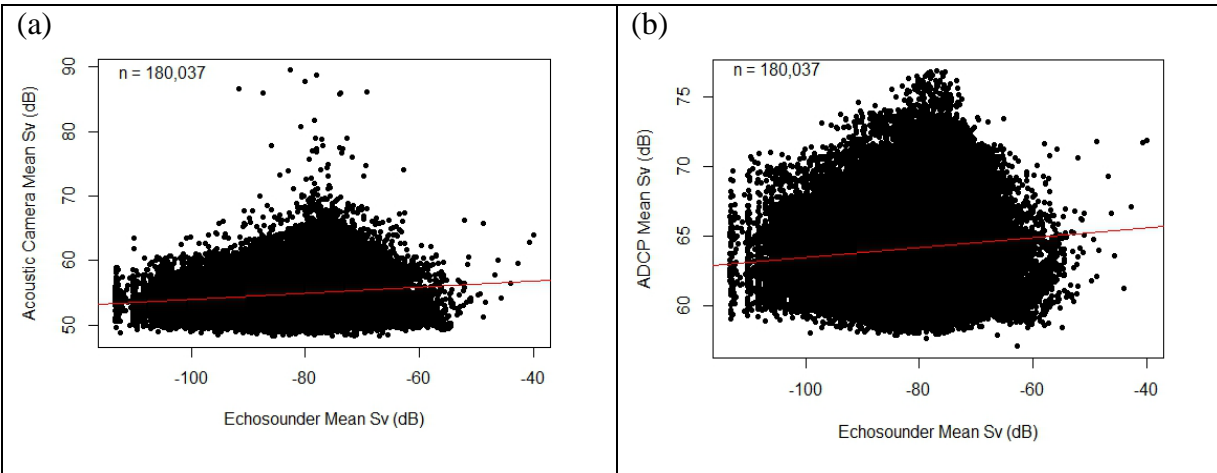 (a)
n = 180,037
Acoustic Camera Mean Sv (dB)
90
80
70
60
50
-100
-80
-60
-40
Echosounder Mean Sv (dB)
(b)
n = 180,037
ADCP Mean Sv (dB)
75
70
65
60
-100
-80
-60
-40
Echosounder Mean Sv (dB)